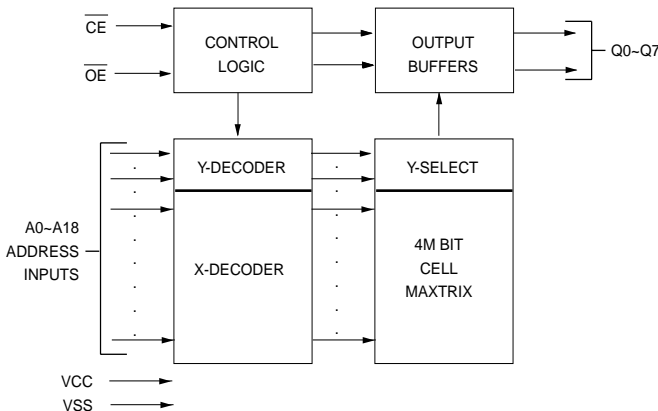 CE
OE
CONTROL
LOGIC
OUTPUT
BUFFERS
Q0~Q7
A0~A18
ADDRESS
INPUTS
Y-DECODER
Y-SELECT
X-DECODER
4M BIT
CELL
MAXTRIX
VCC
VSS